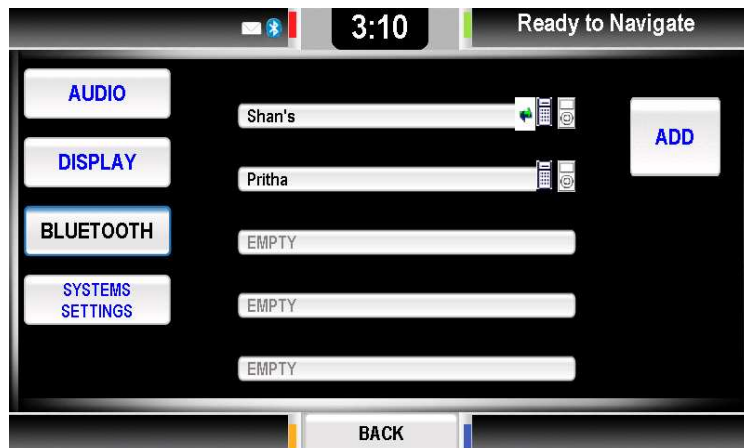 3:10
Ready to Navigate
AUDIO
DISPLAY
BLUETOOTH
SYSTEMS
SETTINGS
Shan's
Pritha
EMPTY
EMPTY
EMPTY
ADD
BACK